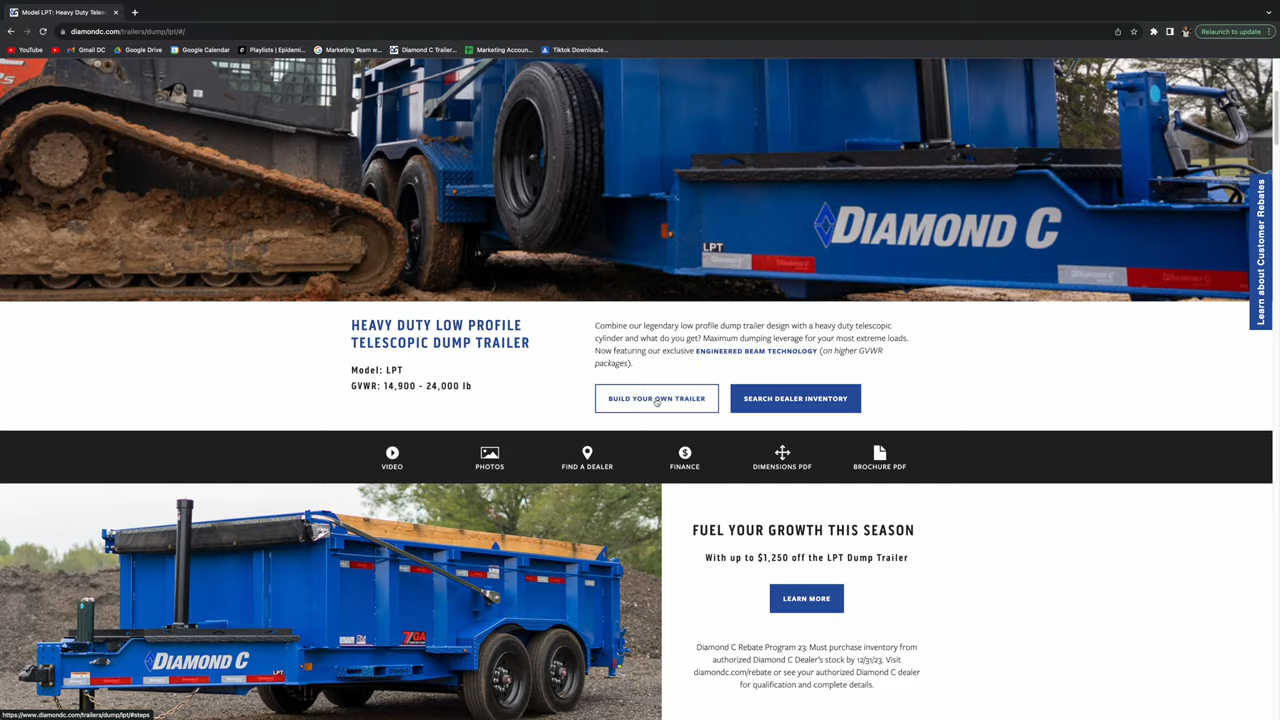 Model LPT: Heavy Duty Teles
diamondc.com/trailers/dump/lpt/#/
Relaunch to update
YouTube
Gmail DC
Google Drive
Google Calendar
Playlists | Epidemi...
Marketing Team w...
Diamond C Trailer...
Marketing Accoun...
Tiktok Downloade...
DIAMOND C
LPT
Learn about Customer Rebates
HEAVY DUTY LOW PROFILE
TELESCOPIC DUMP TRAILER
Model: LPT
GVWR: 14,900 - 24,000 lb
Combine our legendary low profile dump trailer design with a heavy duty telescopic
cylinder and what do you get? Maximum dumping leverage for your most extreme loads.
Now featuring our exclusive ENGINEERED BEAM TECHNOLOGY (on higher GVWR
packages).
BUILD YOUR OWN TRAILER
SEARCH DEALER INVENTORY
VIDEO
PHOTOS
FIND A DEALER
FINANCE
DIMENSIONS PDF
BROCHURE PDF
DIAMOND C
LPT
7GA
FUEL YOUR GROWTH THIS SEASON
With up to $1,250 off the LPT Dump Trailer
LEARN MORE
Diamond C Rebate Program 23: Must purchase inventory from
authorized Diamond C Dealer's stock by 12/31/23. Visit
diamondc.com/rebate or see your authorized Diamond C dealer
for qualification and complete details.
https://www.diamondc.com/trailers/dump/lpt/#steps